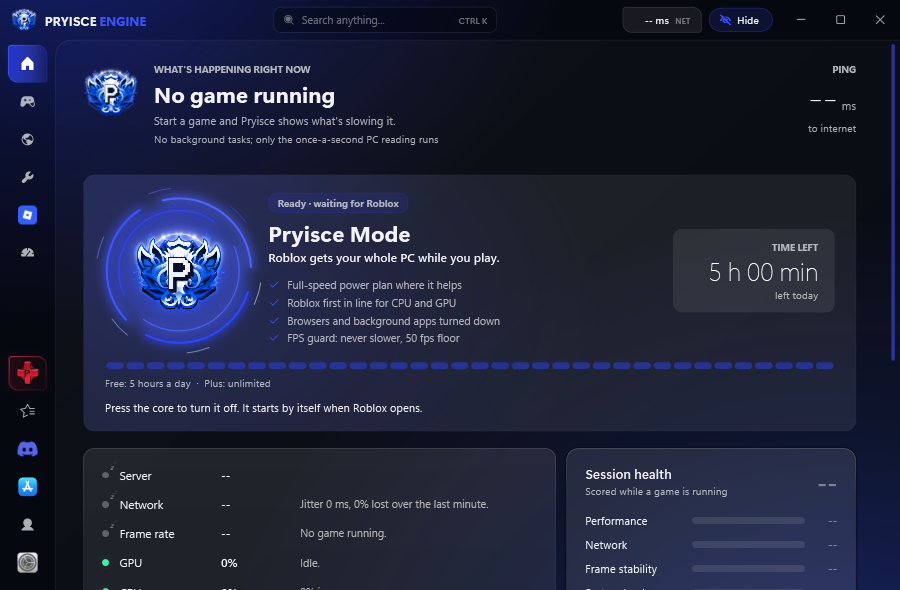 PRYISCE ENGINE
Search anything...
CTRL K
-- ms NET
Hide
WHAT'S HAPPENING RIGHT NOW
No game running
Start a game and Pryisce shows what's slowing it.
No background tasks; only the once-a-second PC reading runs
PING
-- ms
to internet
Ready · waiting for Roblox
Pryisce Mode
Roblox gets your whole PC while you play.
Full-speed power plan where it helps
Roblox first in line for CPU and GPU
Browsers and background apps turned down
FPS guard: never slower, 50 fps floor
TIME LEFT
5 h 00 min
left today
Free: 5 hours a day · Plus: unlimited
Press the core to turn it off. It starts by itself when Roblox opens.
Server --
Network -- Jitter 0 ms, 0% lost over the last minute.
Frame rate -- No game running.
GPU 0% Idle.
Session health
Scored while a game is running
--
Performance --
Network --
Frame stability --